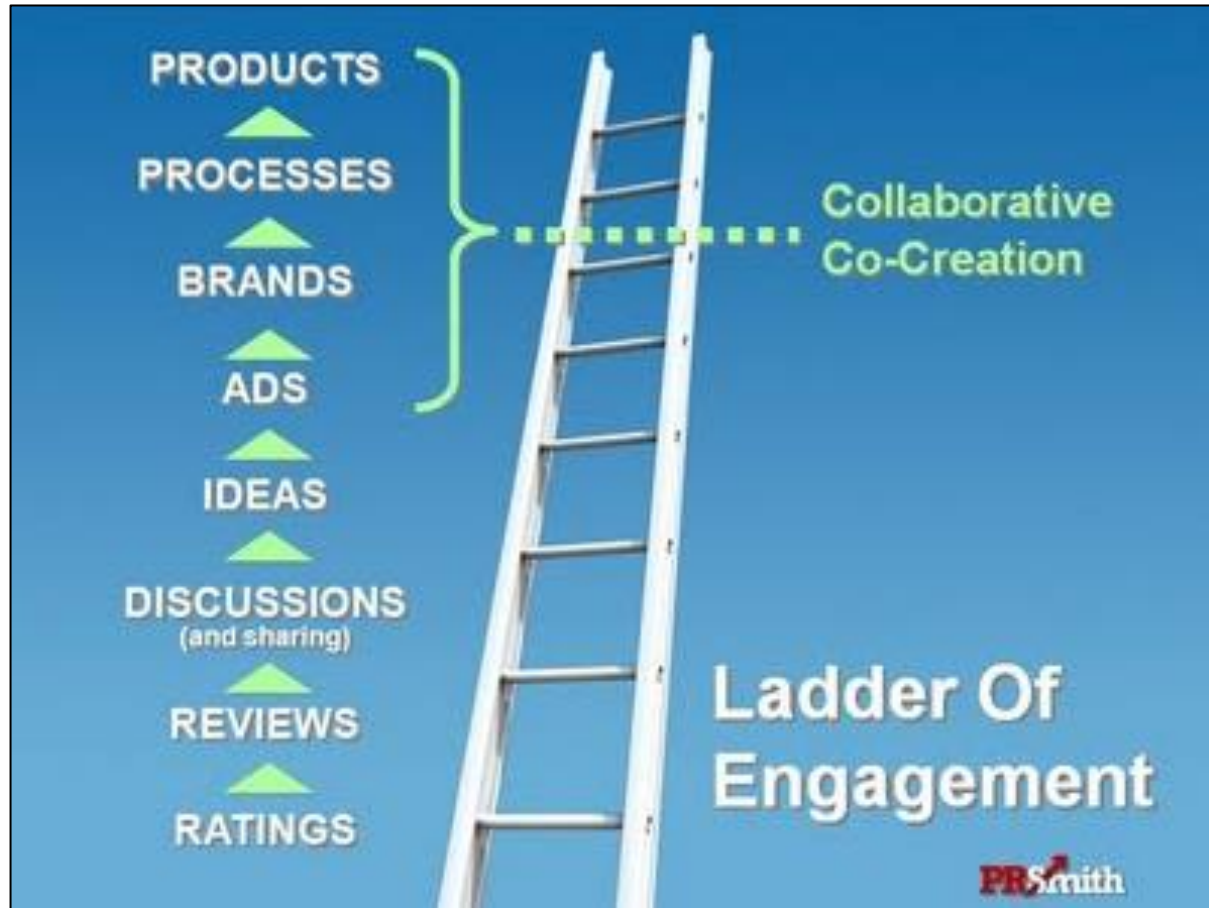 PRODUCTS
PROCESSES
BRANDS
ADS
IDEAS
DISCUSSIONS
(and sharing)
REVIEWS
RATINGS
Collaborative
Co-Creation
Ladder Of
Engagement
PRSmith